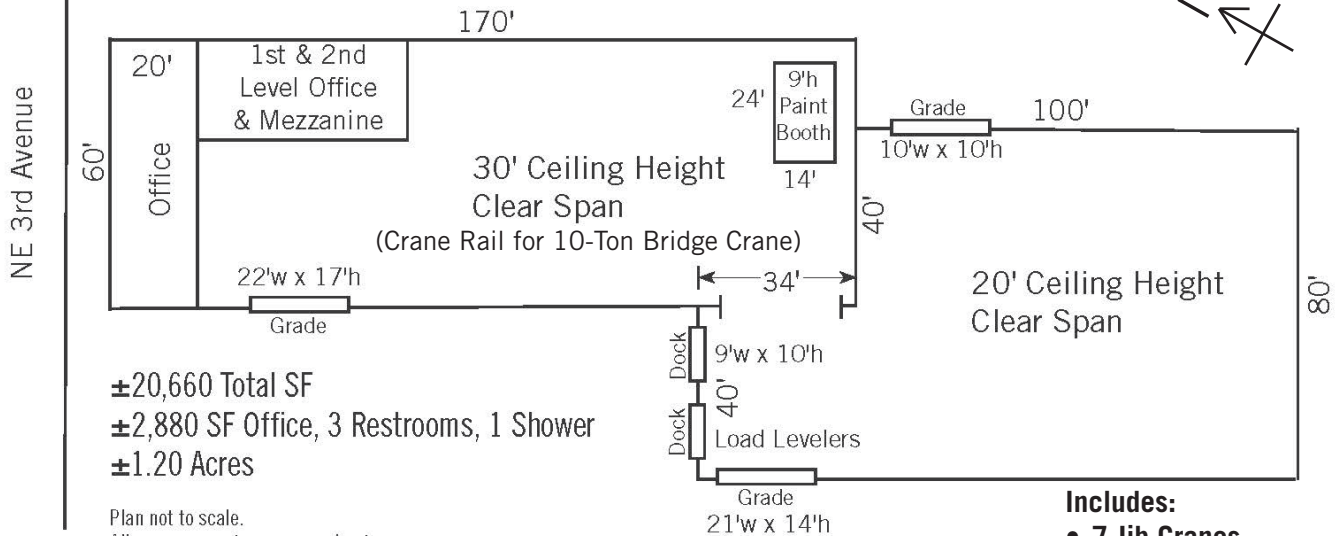 170'
NE 3rd Avenue
20'
60'
Office
1st & 2nd
Level Office
& Mezzanine
24'
9'h
Paint
Booth
14'
Grade
100'
10'w x 10'h
30' Ceiling Height
Clear Span
(Crane Rail for 10-Ton Bridge Crane)
40'
34'
20' Ceiling Height
Clear Span
80'
22'w x 17'h
Grade
Dock
9'w x 10'h
40'
Dock
Load Levelers
Grade
21'w x 14'h
±20,660 Total SF
±2,880 SF Office, 3 Restrooms, 1 Shower
±1.20 Acres
Plan not to scale.
Includes:
• 7 Jib Cranes